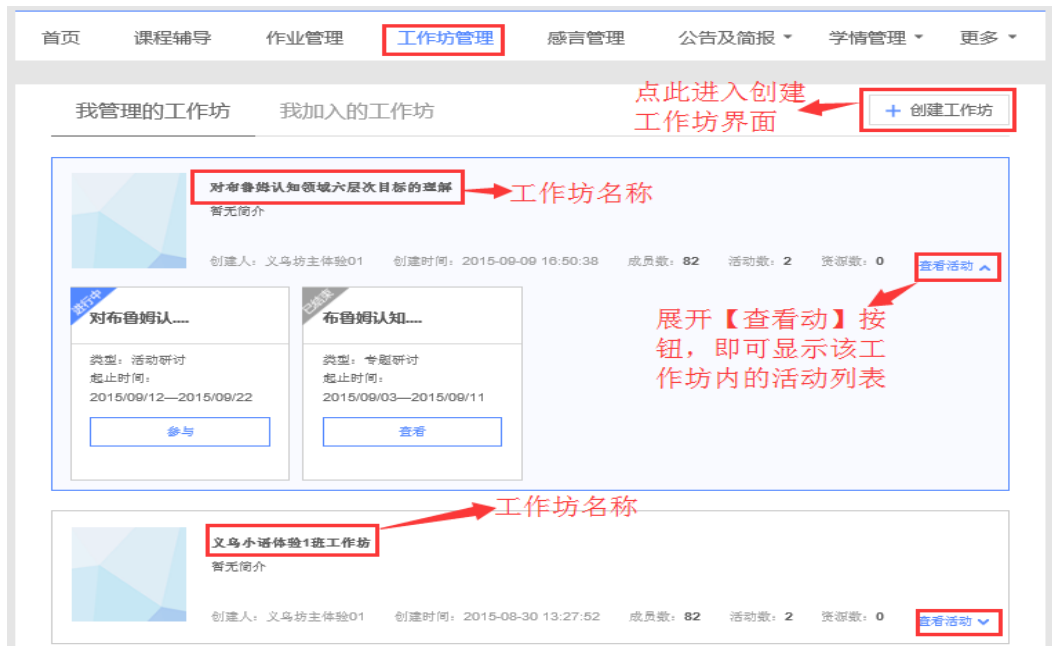 首页 课程辅导 作业管理 工作坊管理 感言管理 公告及简报 学情管理 更多
我管理的工作坊 我加入的工作坊
点此进入创建
工作坊界面
+ 创建工作坊
对布鲁姆认知领域六层次目标的理解
工作坊名称
暂无简介
创建人：义乌坊主体验01 创建时间：2015-09-09 16:50:38 成员数：82 活动数：2 资源数：0 查看活动
进行中
对布鲁姆认....
类型：活动研讨
起止时间：
2015/09/12—2015/09/22
参与
已结束
布鲁姆认知....
类型：专题研讨
起止时间：
2015/09/03—2015/09/11
查看
展开【查看动】按
钮，即可显示该工
作坊内的活动列表
工作坊名称
义乌小语体验1班工作坊
暂无简介
创建人：义乌坊主体验01 创建时间：2015-08-30 13:27:52 成员数：82 活动数：2 资源数：0 查看活动